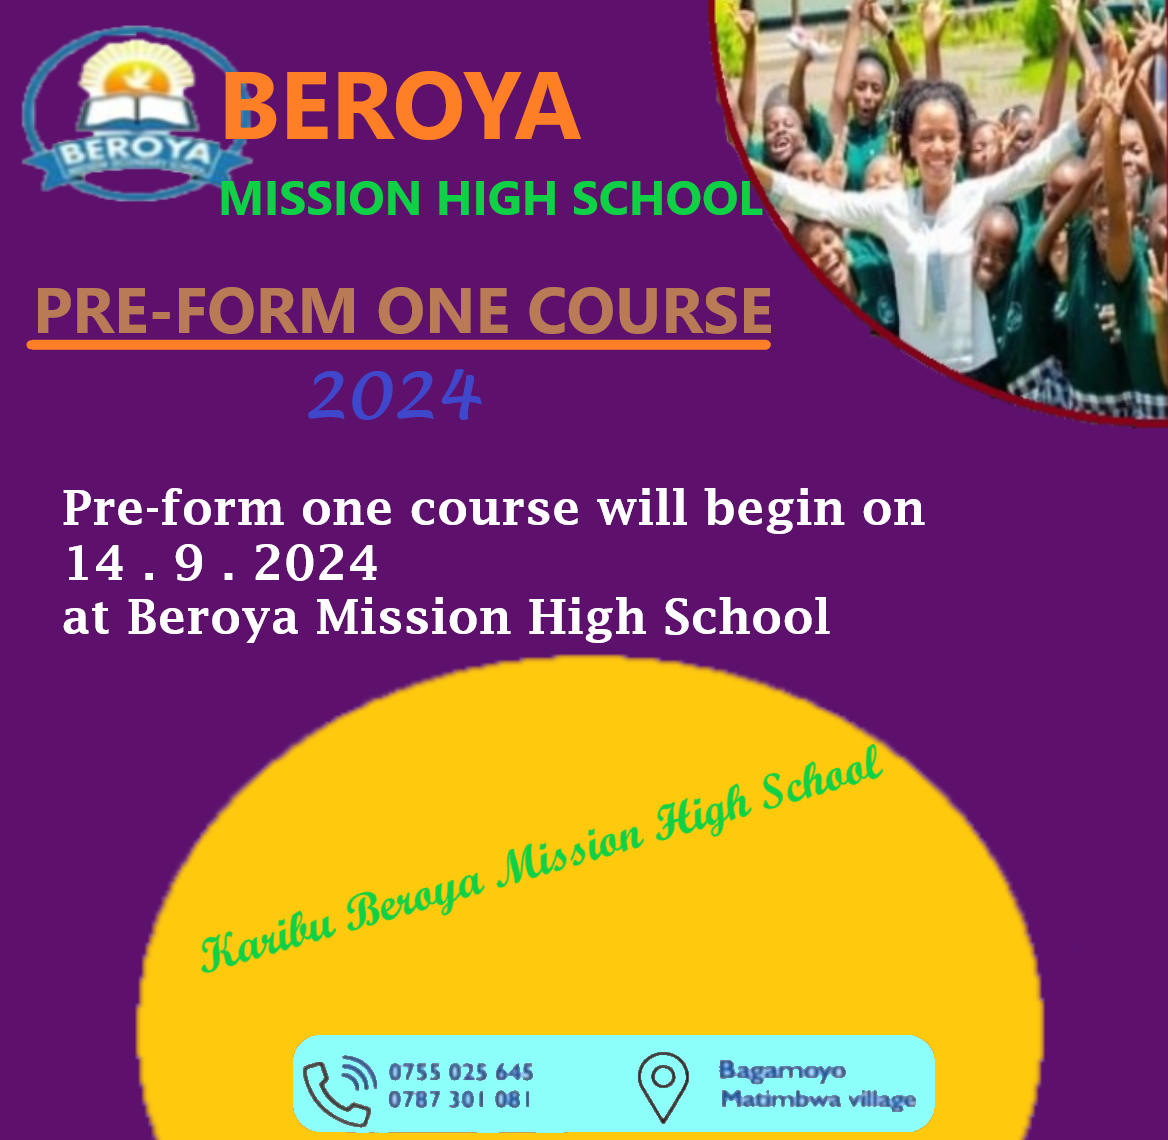 BEROYA
BEROYA
MISSION HIGH SCHOOL
PRE-FORM ONE COURSE
2024
Pre-form one course will begin on
14 . 9 . 2024
at Beroya Mission High School
Karibu Beroya Mission High School
0755 025 645
0787 301 081
Bagamoyo
Matimbwa village